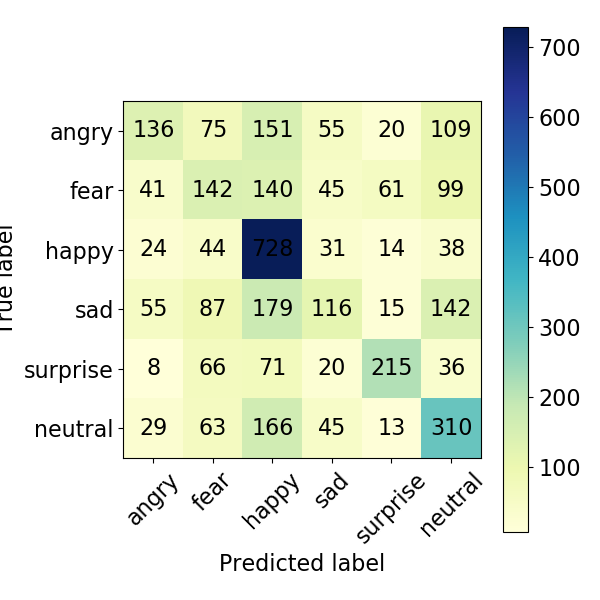 700
600
500
400
300
200
100
angry 136 75 151 55 20 109
fear 41 142 140 45 61 99
happy 24 44 728 31 14 38
sad 55 87 179 116 15 142
surprise 8 66 71 20 215 36
neutral 29 63 166 45 13 310
angry fear happy sad surprise neutral
Predicted label
True label